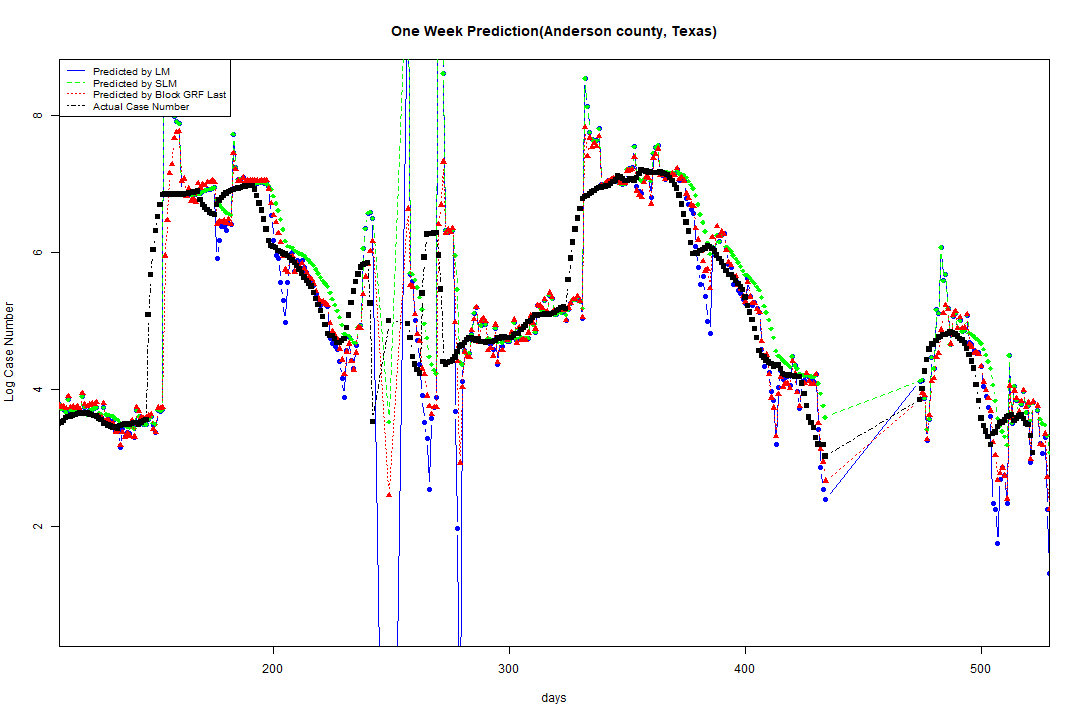 One Week Prediction(Anderson county, Texas)
Predicted by LM
Predicted by SLM
Predicted by Block GRF Last
Actual Case Number
8
6
4
2
Log Case Number
200
300
400
500
days